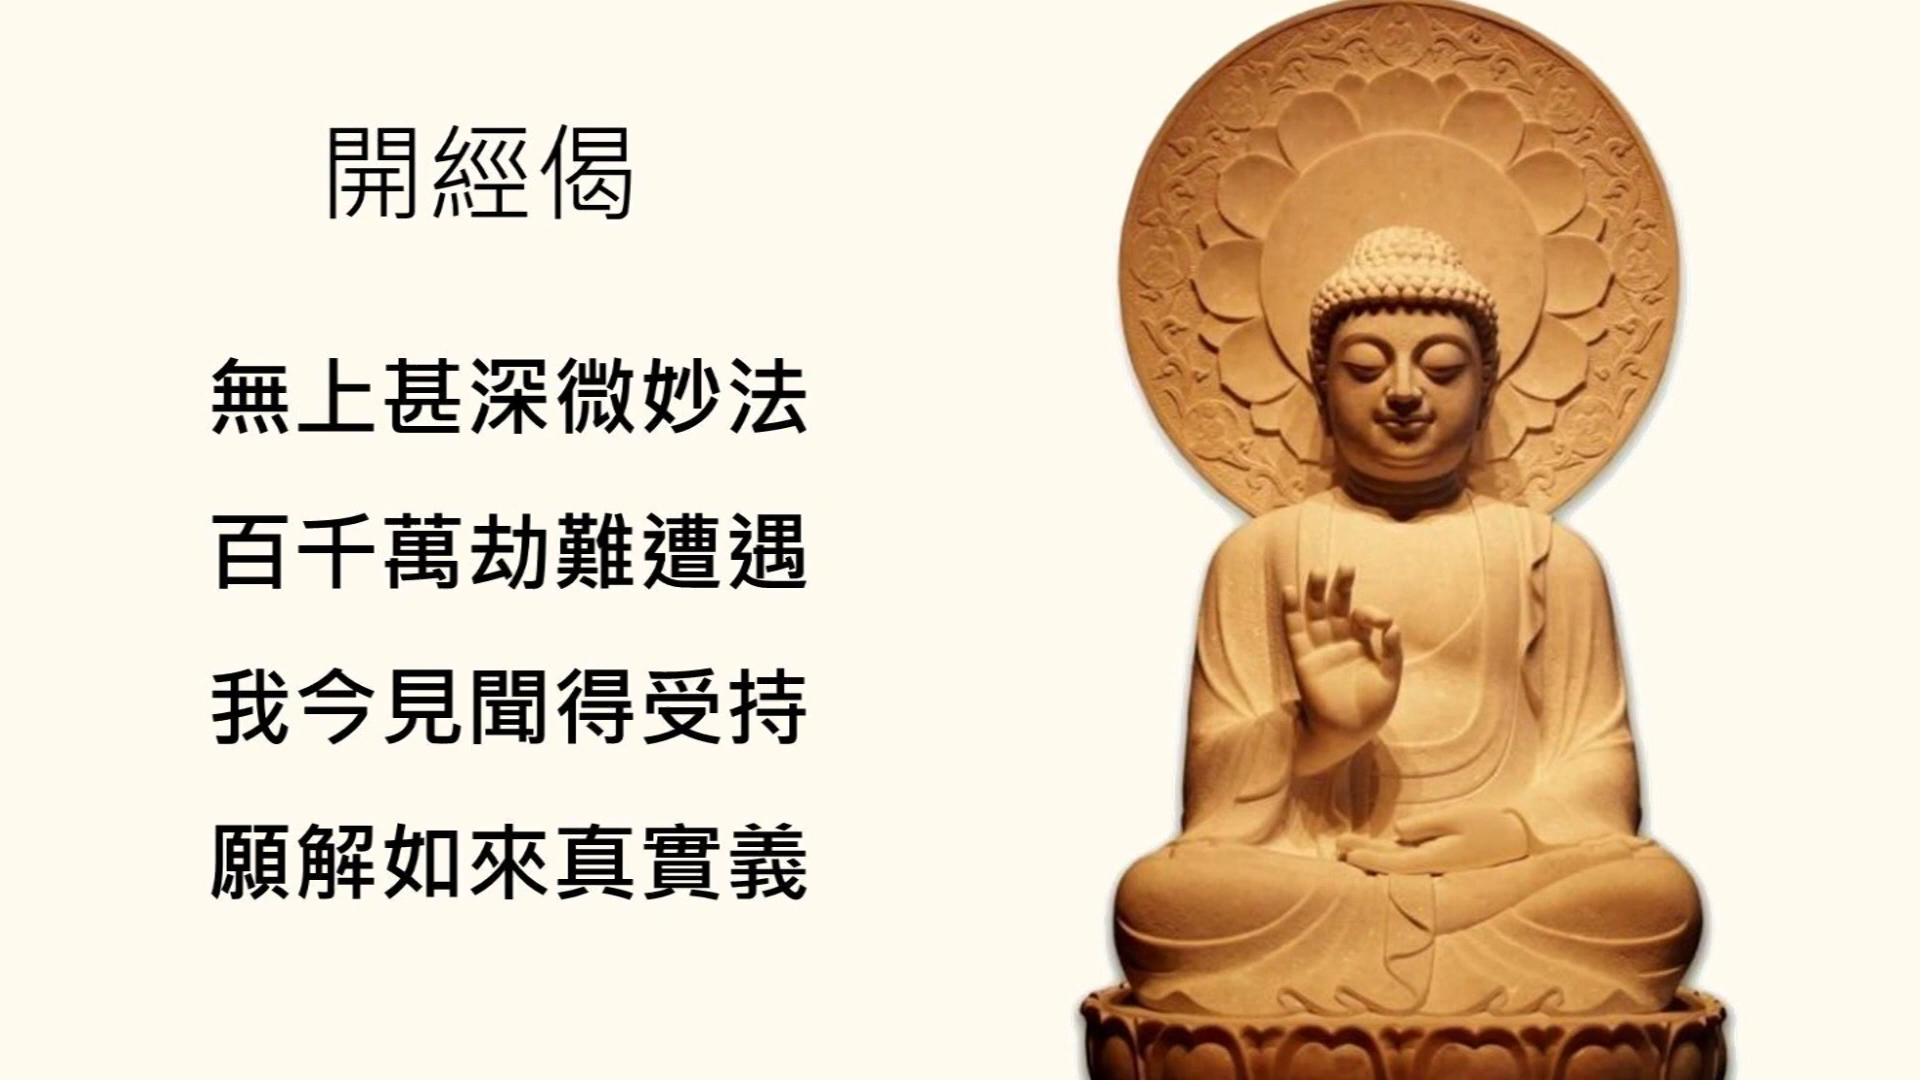 開經偈
無上甚深微妙法
百千萬劫難遭遇
我今見聞得受持
願解如來真實義